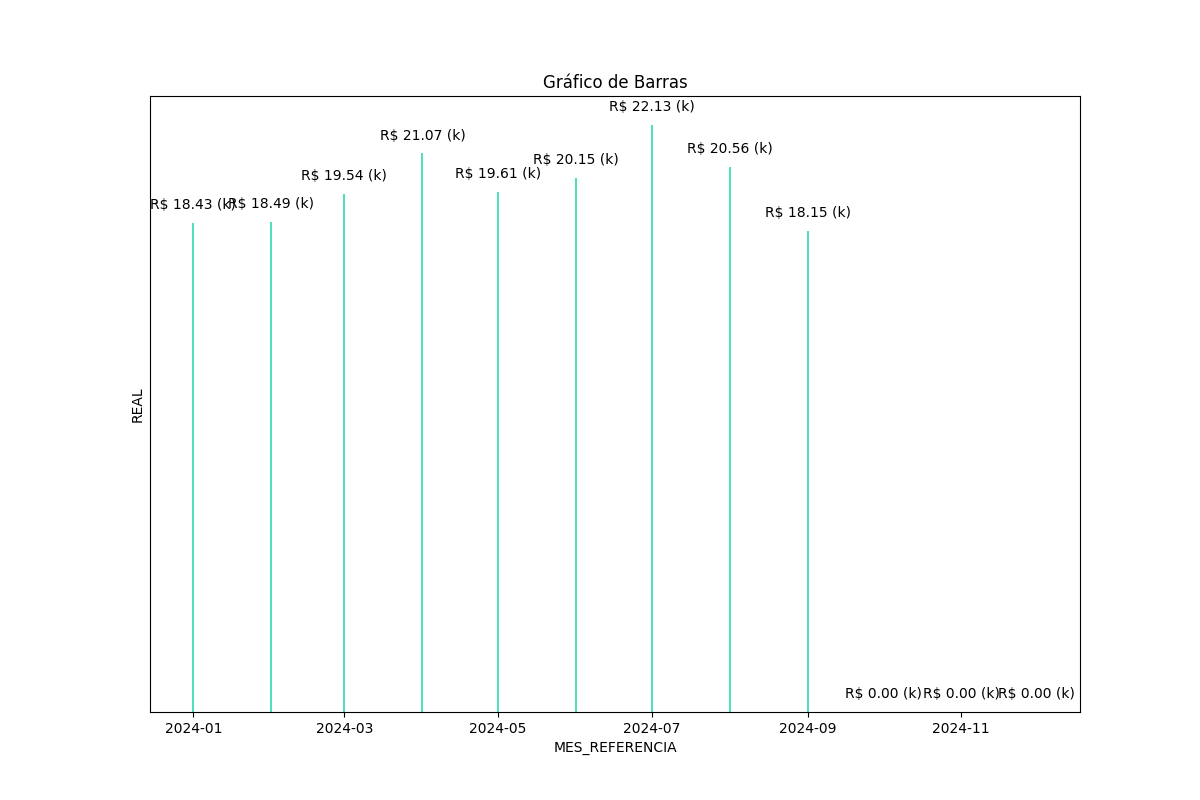 Gráfico de Barras
R$ 22.13 (k)
R$ 21.07 (k)
R$ 20.56 (k)
R$ 20.15 (k)
R$ 19.61 (k)
R$ 19.54 (k)
R$ 18.43 (k) R$ 18.49 (k)
R$ 18.15 (k)
REAL
R$ 0.00 (k) R$ 0.00 (k) R$ 0.00 (k)
2024-01 2024-03 2024-05 2024-07 2024-09 2024-11
MES_REFERENCIA